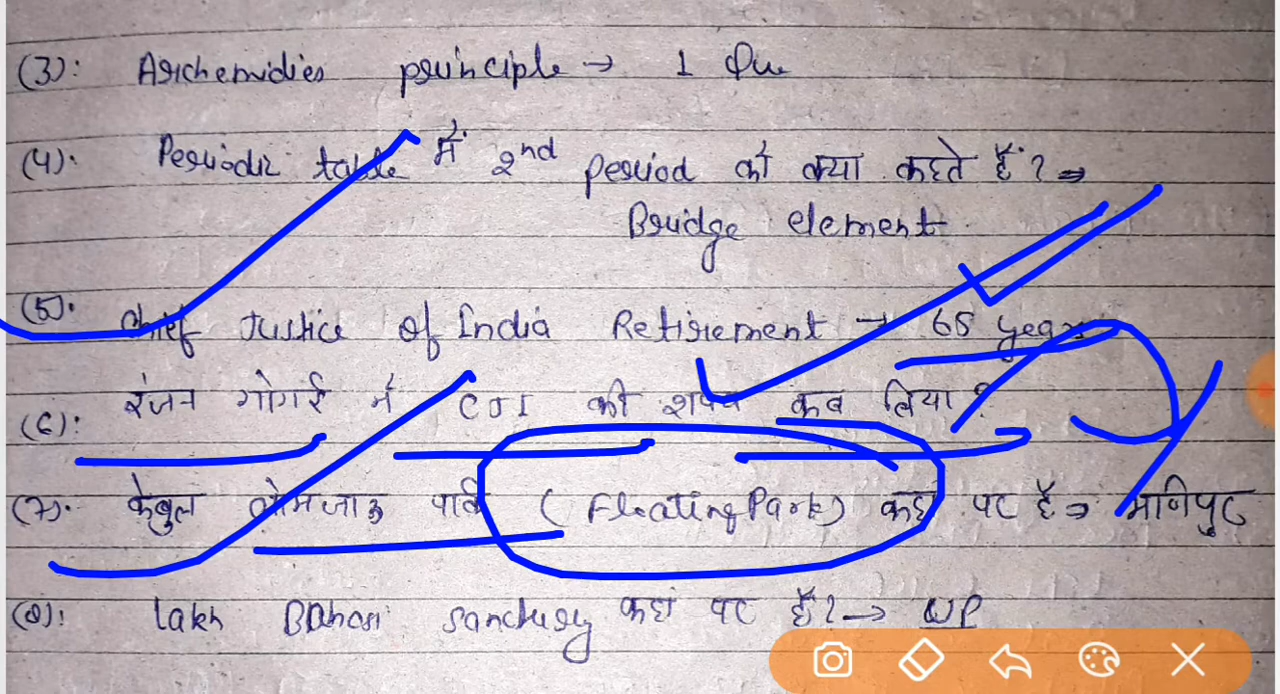 (3): Archemidies principle → 1 Que
(4): Periodic table में 2nd period को क्या कहते हैं? ⇒
Bridge element
(5). Chief Justice of India Retirement → 65 years
(6): रंजन गोगई ने CJI की शपथ कब लिया?
(7). केबुल लोमजाऊ पार्क (Floating Park) कहां पर है ⇒ मानिपुर
(8): lakh Bahosi sanctury कहां पर हैं? → UP